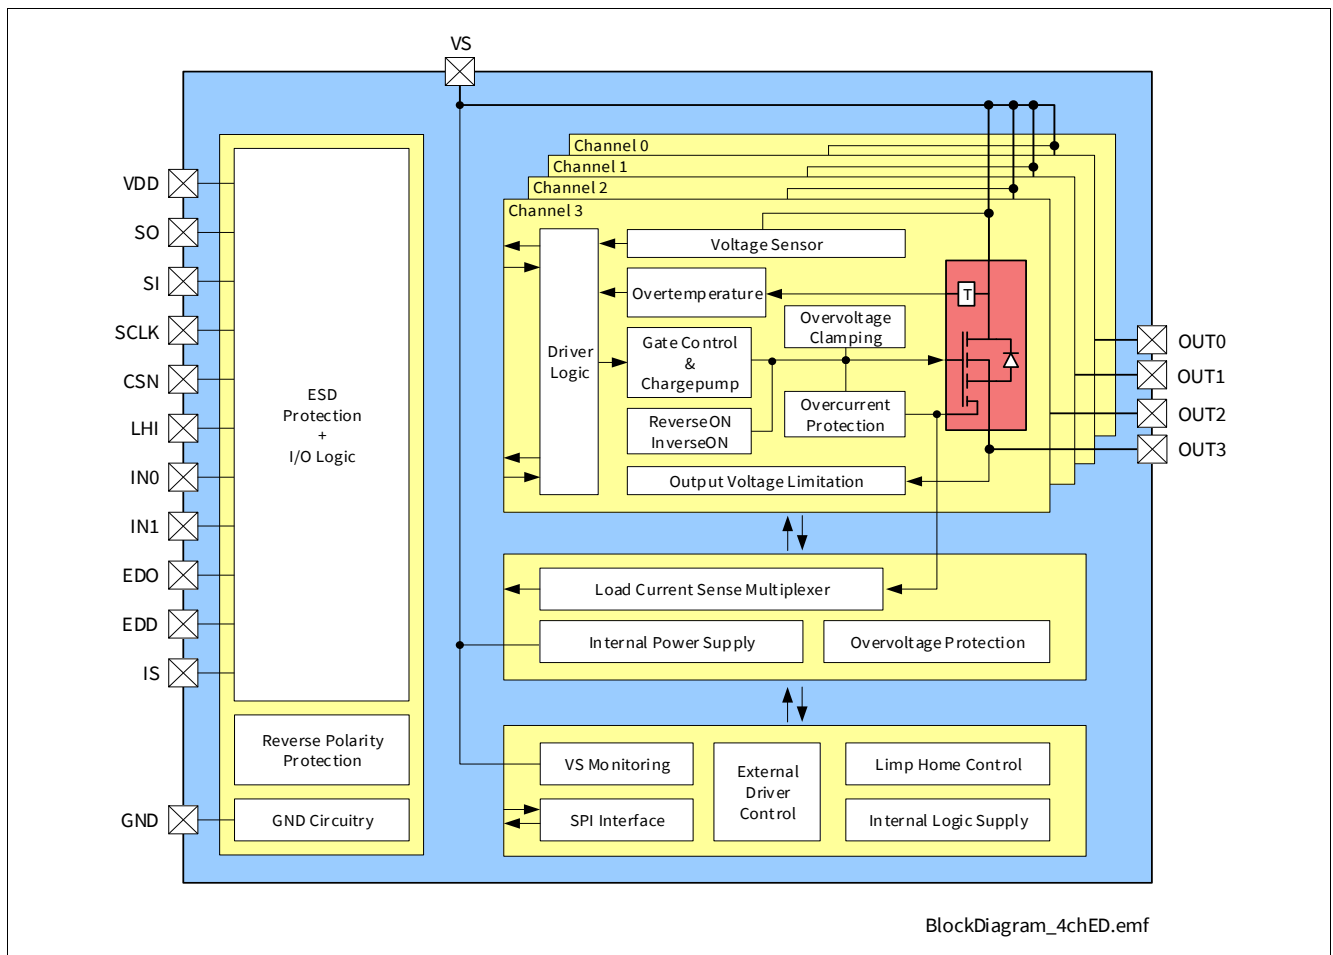 VS
VDD
SO
SI
SCLK
CSN
LHI
IN0
IN1
EDO
EDD
IS
GND
ESD
Protection
+
I/O Logic
Reverse Polarity
Protection
GND Circuitry
Channel 0
Channel 1
Channel 2
Channel 3
Driver
Logic
Voltage Sensor
Overtemperature
Gate Control
&
Chargepump
ReverseON
InverseON
Overvoltage
Clamping
Overcurrent
Protection
Output Voltage Limitation
T
OUT0
OUT1
OUT2
OUT3
Load Current Sense Multiplexer
Internal Power Supply
Overvoltage Protection
VS Monitoring
SPI Interface
External
Driver
Control
Limp Home Control
Internal Logic Supply
BlockDiagram_4chED.emf